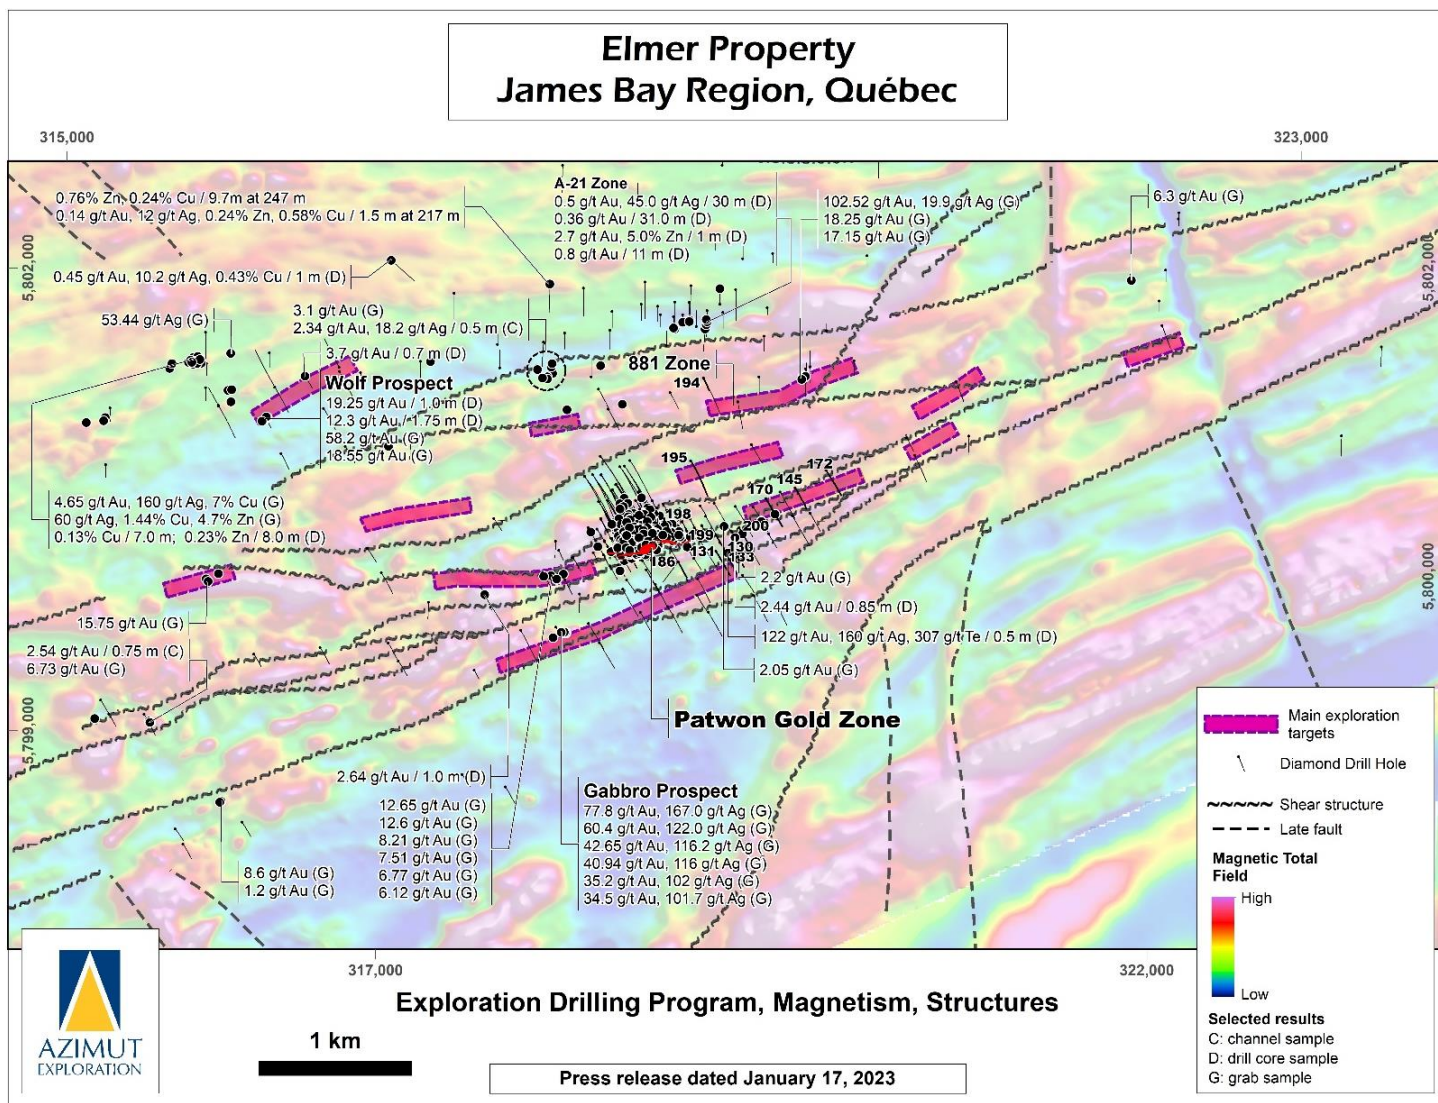 Elmer Property
James Bay Region, Québec
315,000
323,000
5,802,000
5,802,000
0.76% Zn, 0.24% Cu / 9.7m at 247 m
0.14 g/t Au, 12 g/t Ag, 0.24% Zn, 0.58% Cu / 1.5 m at 217 m
A-21 Zone
0.5 g/t Au, 45.0 g/t Ag / 30 m (D)
0.36 g/t Au / 31.0 m (D)
2.7 g/t Au, 5.0% Zn / 1 m (D)
0.8 g/t Au / 11 m (D)
102.52 g/t Au, 19.9 g/t Ag (G)
18.25 g/t Au (G)
17.15 g/t Au (G)
6.3 g/t Au (G)
0.45 g/t Au, 10.2 g/t Ag, 0.43% Cu / 1 m (D)
53.44 g/t Ag (G)
3.1 g/t Au (G)
2.34 g/t Au, 18.2 g/t Ag / 0.5 m (C)
3.7 g/t Au / 0.7 m (D)
Wolf Prospect
19.25 g/t Au / 1.0 m (D)
12.3 g/t Au / 1.75 m (D)
58.2 g/t Au (G)
18.55 g/t Au (G)
881 Zone
194
195
172
145
170
198
200
199
131
130
133
186
4.65 g/t Au, 160 g/t Ag, 7% Cu (G)
60 g/t Ag, 1.44% Cu, 4.7% Zn (G)
0.13% Cu / 7.0 m; 0.23% Zn / 8.0 m (D)
5,800,000
2.2 g/t Au (G)
2.44 g/t Au / 0.85 m (D)
122 g/t Au, 160 g/t Ag, 307 g/t Te / 0.5 m (D)
2.05 g/t Au (G)
15.75 g/t Au (G)
2.54 g/t Au / 0.75 m (C)
6.73 g/t Au (G)
5,799,000
Patwon Gold Zone
2.64 g/t Au / 1.0 m (D)
12.65 g/t Au (G)
12.6 g/t Au (G)
8.21 g/t Au (G)
7.51 g/t Au (G)
6.77 g/t Au (G)
6.12 g/t Au (G)
Gabbro Prospect
77.8 g/t Au, 167.0 g/t Ag (G)
60.4 g/t Au, 122.0 g/t Ag (G)
42.65 g/t Au, 116.2 g/t Ag (G)
40.94 g/t Au, 116 g/t Ag (G)
35.2 g/t Au, 102 g/t Ag (G)
34.5 g/t Au, 101.7 g/t Ag (G)
8.6 g/t Au (G)
1.2 g/t Au (G)
Main exploration
targets
Diamond Drill Hole
Shear structure
Late fault
Magnetic Total
Field
High
Low
Selected results
C: channel sample
D: drill core sample
G: grab sample
317,000
322,000
AZIMUT
EXPLORATION
Exploration Drilling Program, Magnetism, Structures
1 km
Press release dated January 17, 2023